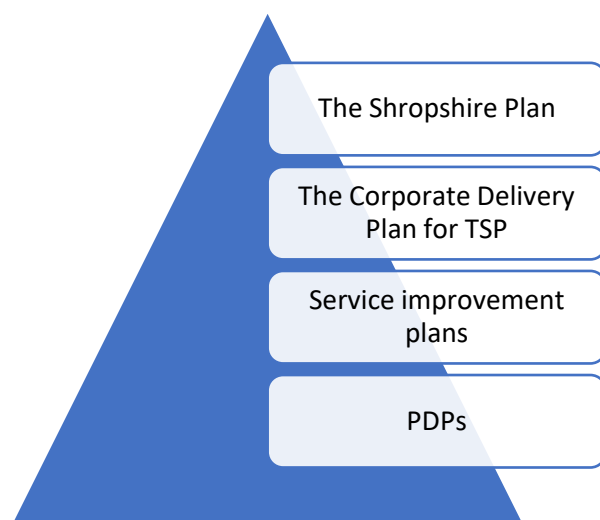 The Shropshire Plan
The Corporate Delivery
Plan for TSP
Service improvement
plans
PDPs